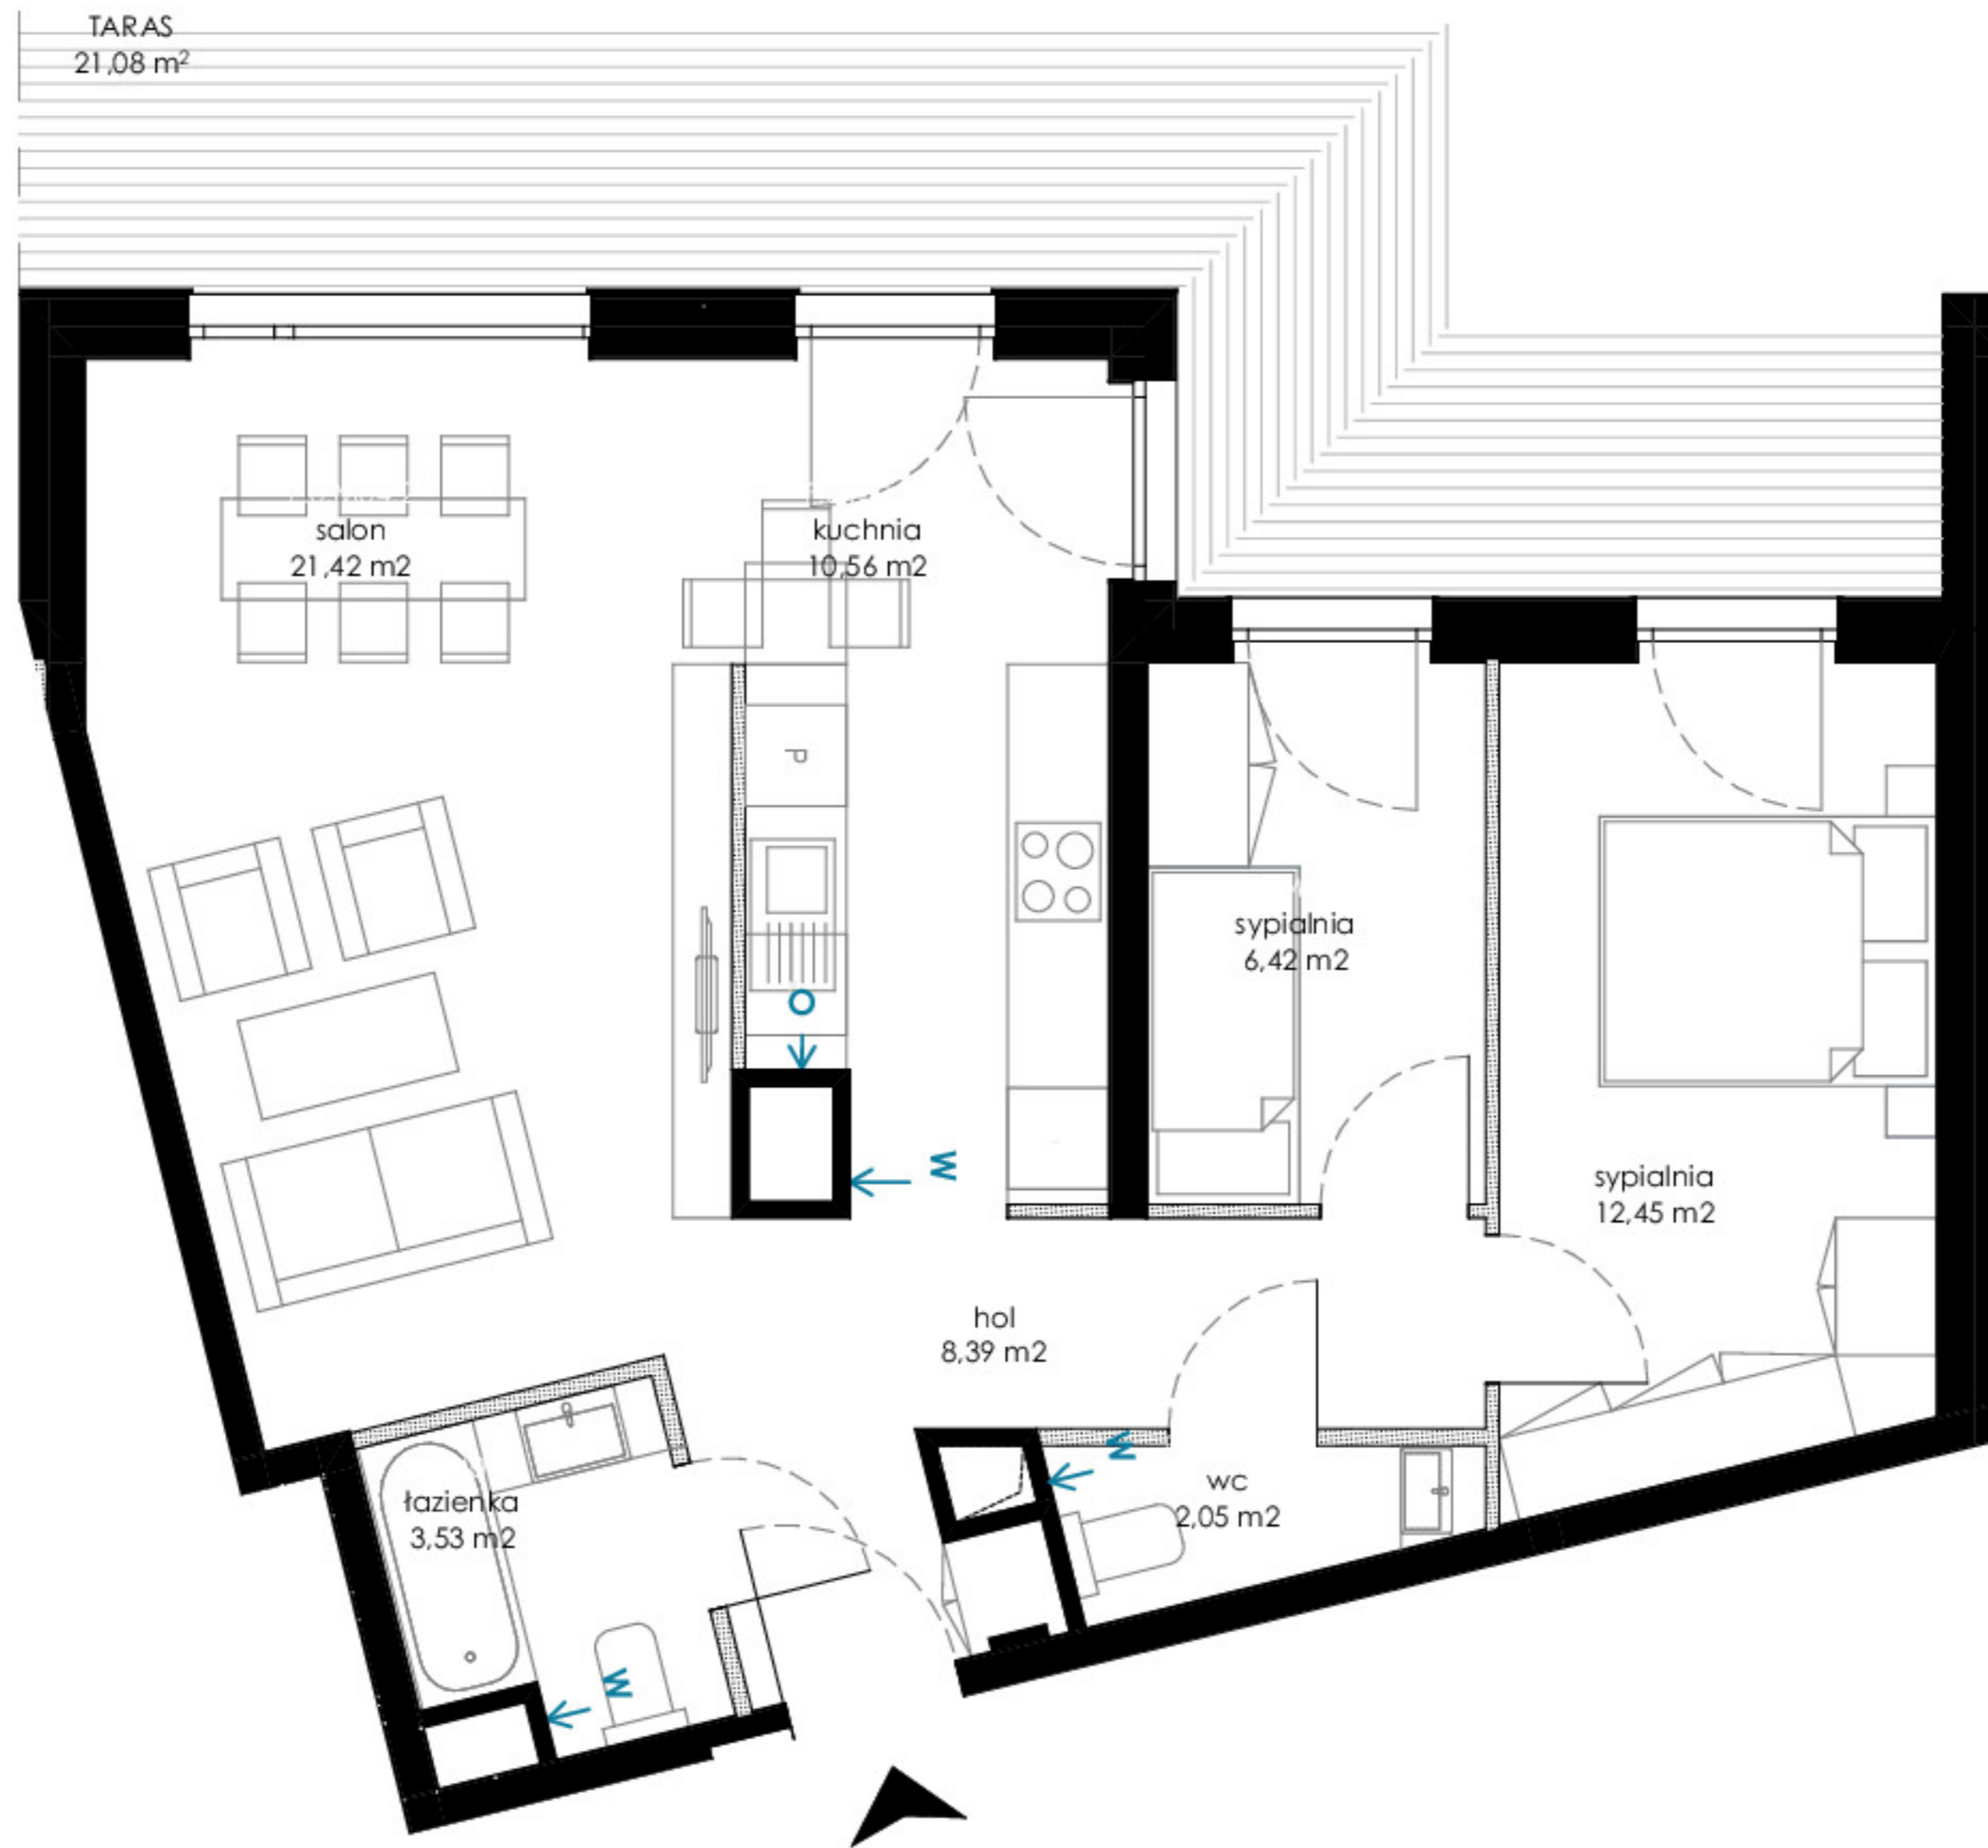 TARAS
21,08 m²
salon
21,42 m2
kuchnia
10,56 m2
P
sypialnia
6,42 m2
O
W
sypialnia
12,45 m2
hol
8,39 m2
W
wc
2,05 m2
łazienka
3,53 m2
W